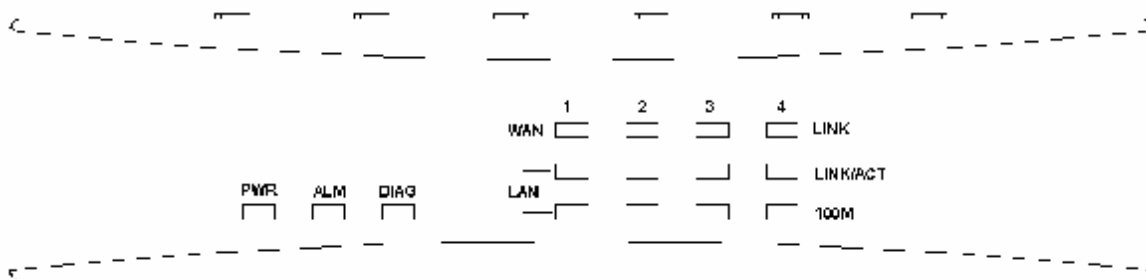 1 2 3 4
WAN LINK
LINK/ACT
PWR ALM DIAG LAN
100M